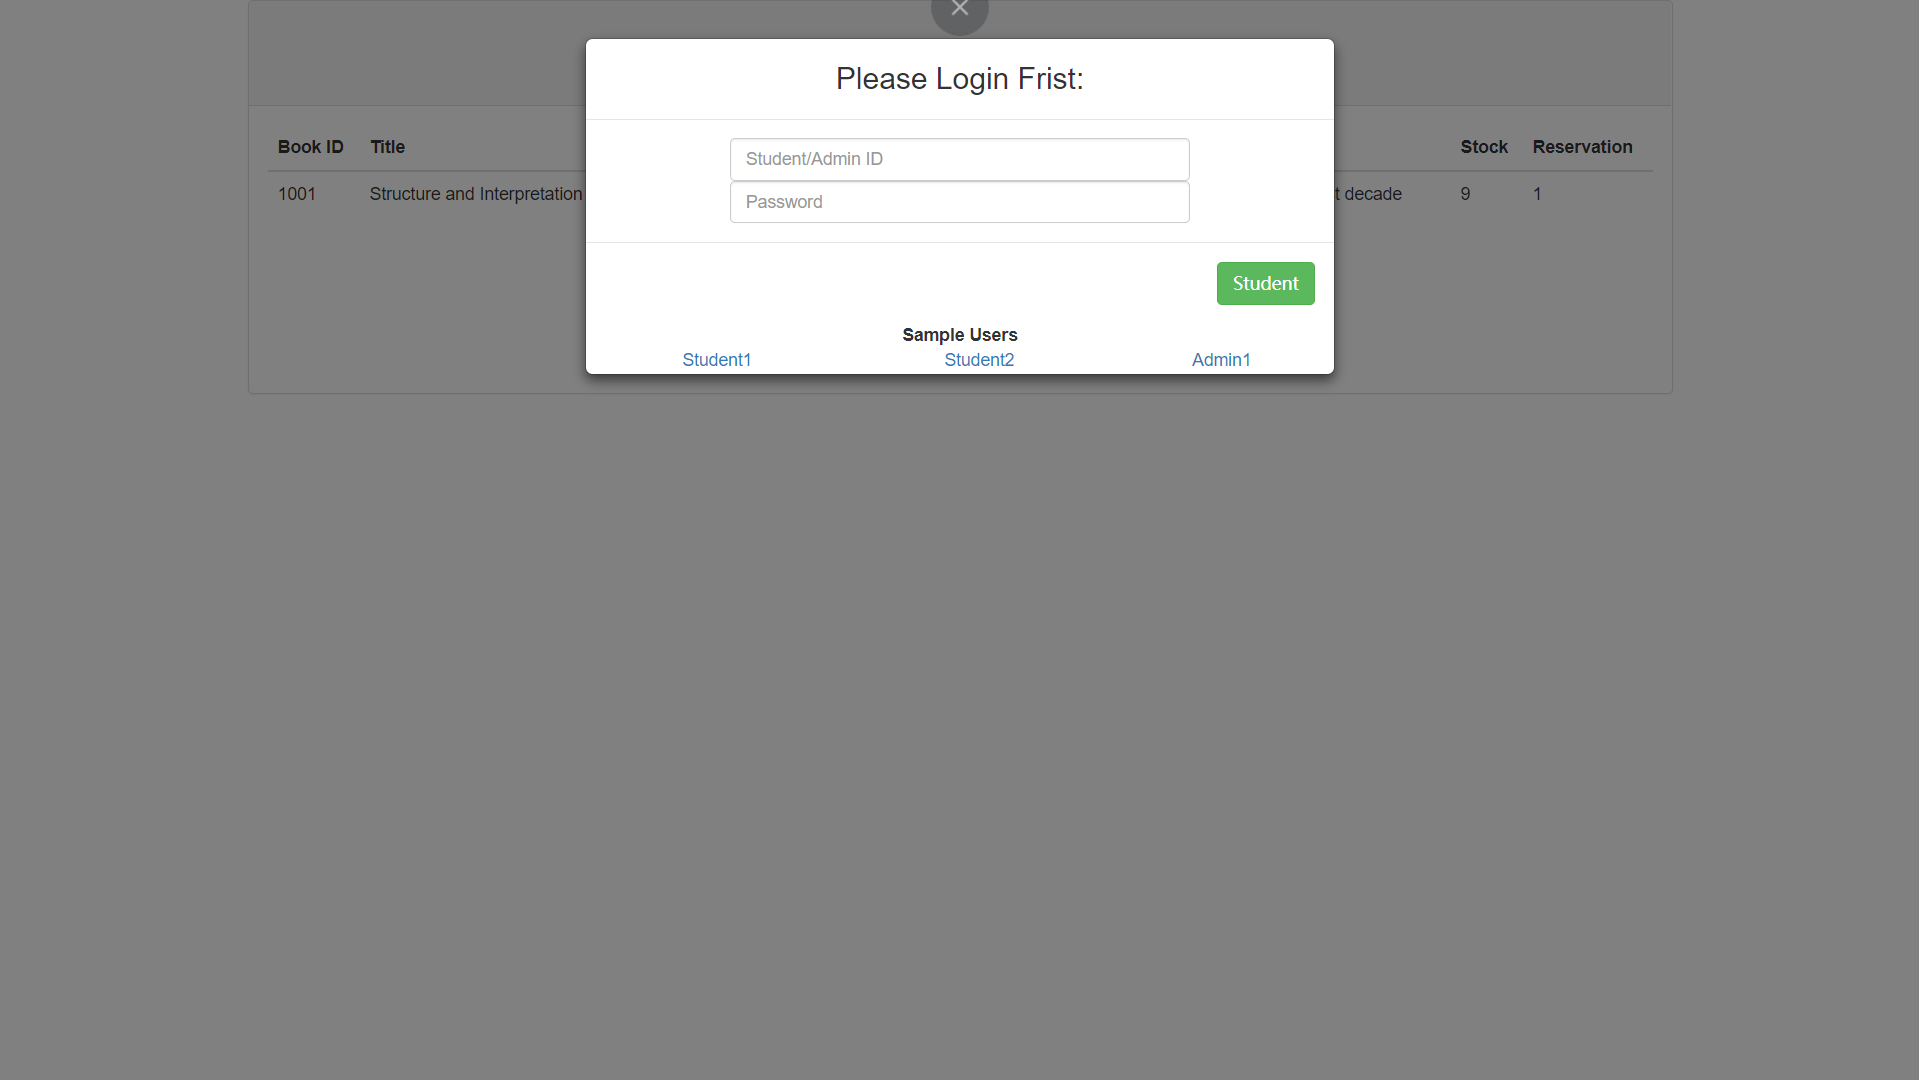 Please Login Frist:
Book ID Title Stock Reservation
Student/Admin ID
1001 Structure and Interpretation t decade 9 1
Password
Student
Sample Users
Student1 Student2 Admin1